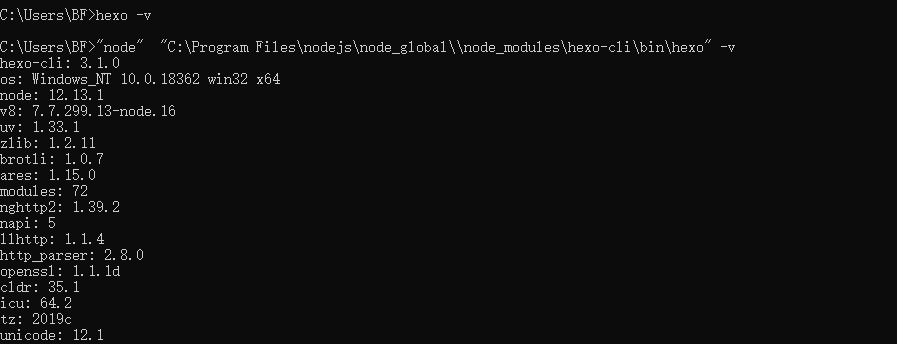 C:\Users\BF>hexo -v
C:\Users\BF>"node"  "C:\Program Files\nodejs\node_global\\node_modules\hexo-cli\bin\hexo" -v
hexo-cli: 3.1.0
os: Windows_NT 10.0.18362 win32 x64
node: 12.13.1
v8: 7.7.299.13-node.16
uv: 1.33.1
zlib: 1.2.11
brotli: 1.0.7
ares: 1.15.0
modules: 72
nghttp2: 1.39.2
napi: 5
llhttp: 1.1.4
http_parser: 2.8.0
openssl: 1.1.1d
cldr: 35.1
icu: 64.2
tz: 2019c
unicode: 12.1